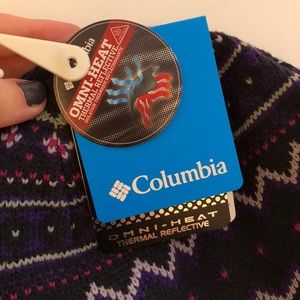 Columbia
OMNI-HEAT
THERMAL REFLECTIVE
Columbia
OMNI-HEAT
THERMAL REFLECTIVE